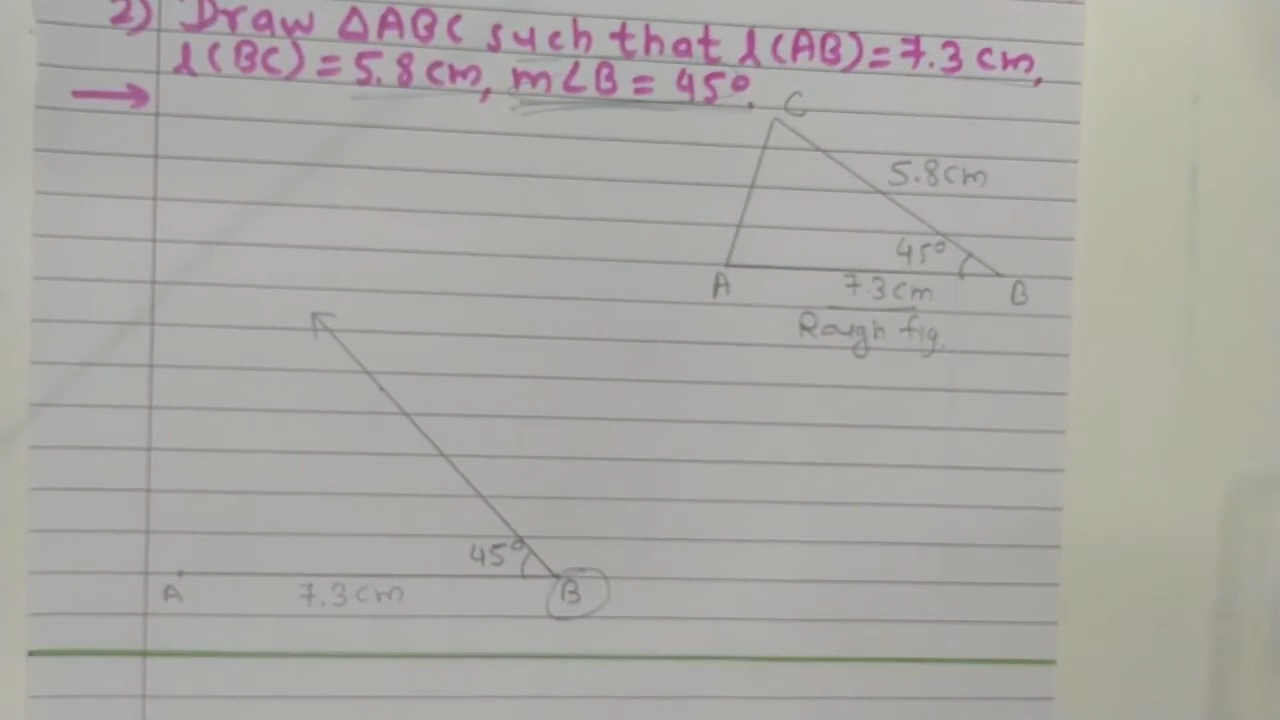 2) Draw ΔABC such that l(AB)=7.3 cm,
l(BC)=5.8 cm, m∠B = 45°.
C
5.8cm
45°
A
7.3cm
B
Rough fig.
45°
A
7.3cm
B